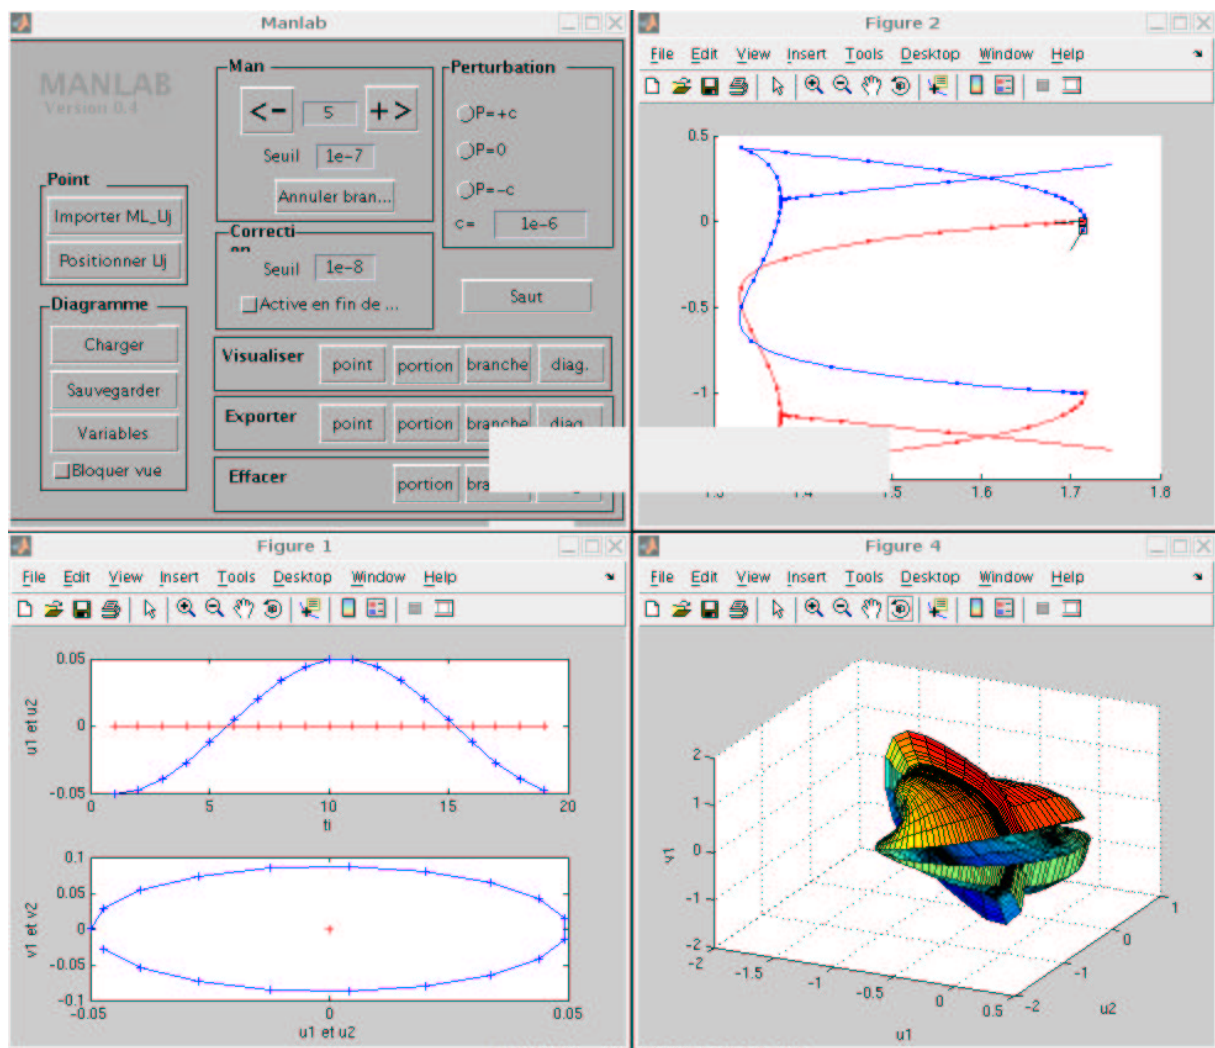 Manlab
MANLAB
Version 0.4
Man
<- 5 +>
Seuil 1e-7
Annuler bran...
Perturbation
P=+c
P=0
P=-c
c= 1e-6
Point
Importer ML_Uj
Positionner Uj
Correcti
Seuil 1e-8
Active en fin de ...
Saut
Diagramme
Charger
Sauvegarder
Variables
Bloquer vue
Visualiser point portion branche diag.
Exporter point portion branche diag.
Effacer portion
Figure 2
File Edit View Insert Tools Desktop Window Help
0.5
0
-0.5
-1
1.3 1.4 1.5 1.6 1.7 1.8
Figure 1
File Edit View Insert Tools Desktop Window Help
0.05
0
-0.05
u1 et u2
0 5 10 15 20
ti
0.1
0.05
0
-0.05
-0.1
v1 et v2
-0.05 0 0.05
u1 et u2
Figure 4
File Edit View Insert Tools Desktop Window Help
2
1
0
-1
-2
v1
-2 -1.5 -1 -0.5 0 0.5
u1
-2 -1 0 1
u2